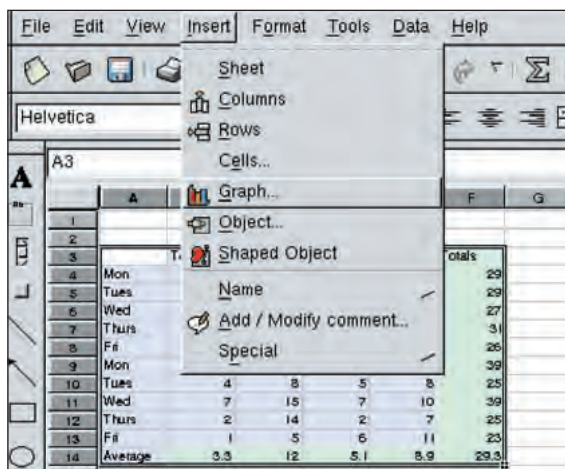 File Edit View Insert Format Tools Data Help
Sheet
Columns
Rows
Cells...
Graph...
Object...
Shaped Object
Name
Add / Modify comment...
Special
Helvetica
A3
A F G
1
2
3 Totals
4 Mon 29
5 Tues 29
6 Wed 27
7 Thurs 31
8 Fri 26
9 Mon 39
10 Tues 4 8 5 8 25
11 Wed 7 15 7 10 39
12 Thurs 2 14 2 7 25
13 Fri 1 5 6 11 23
14 Average 3.3 12 5.1 8.9 29.3